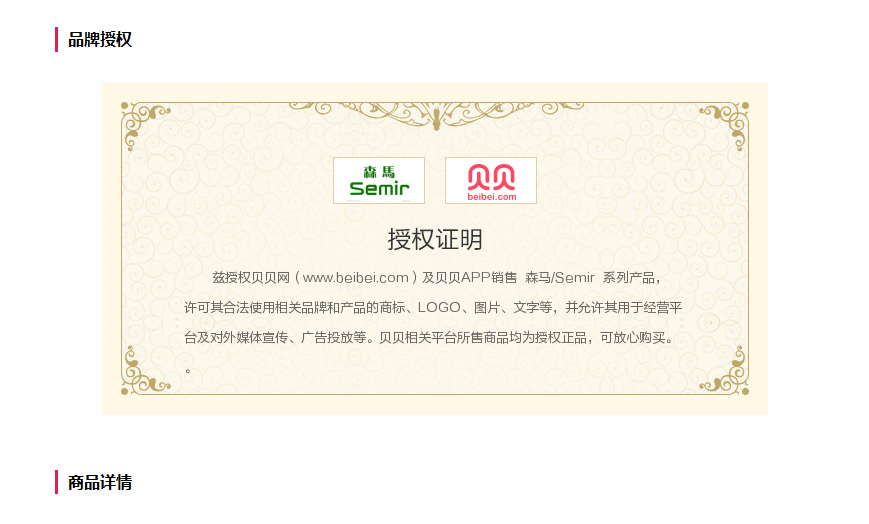 品牌授权
森馬
Semir
贝贝
beibei.com
授权证明
兹授权贝贝网（www.beibei.com）及贝贝APP销售 森马/Semir 系列产品，
许可其合法使用相关品牌和产品的商标、LOGO、图片、文字等，并允许其用于经营平
台及对外媒体宣传、广告投放等。贝贝相关平台所售商品均为授权正品，可放心购买。
。
商品详情